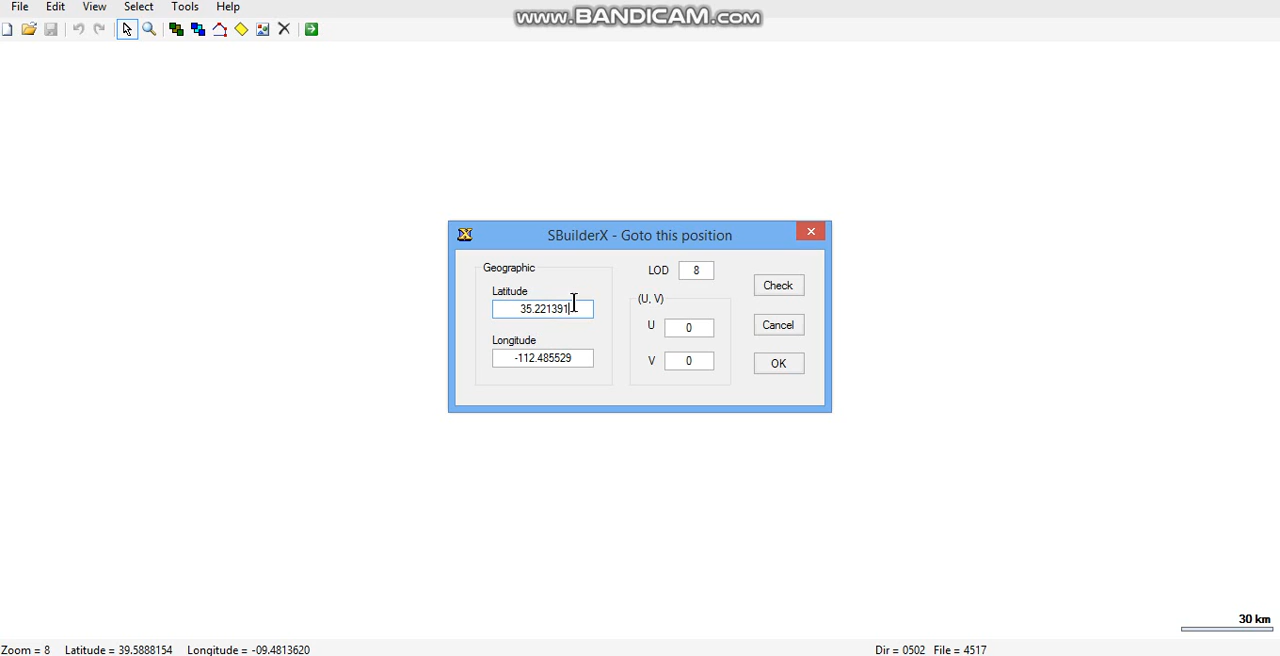 File Edit View Select Tools Help
www.BANDICAM.com
SBuilderX - Goto this position
Geographic
LOD 8
Latitude
35.221391
(U, V)
U 0
Longitude
-112.485529
V 0
Check
Cancel
OK
30 km
Zoom = 8 Latitude = 39.5888154 Longitude = -09.4813620 Dir = 0502 File = 4517